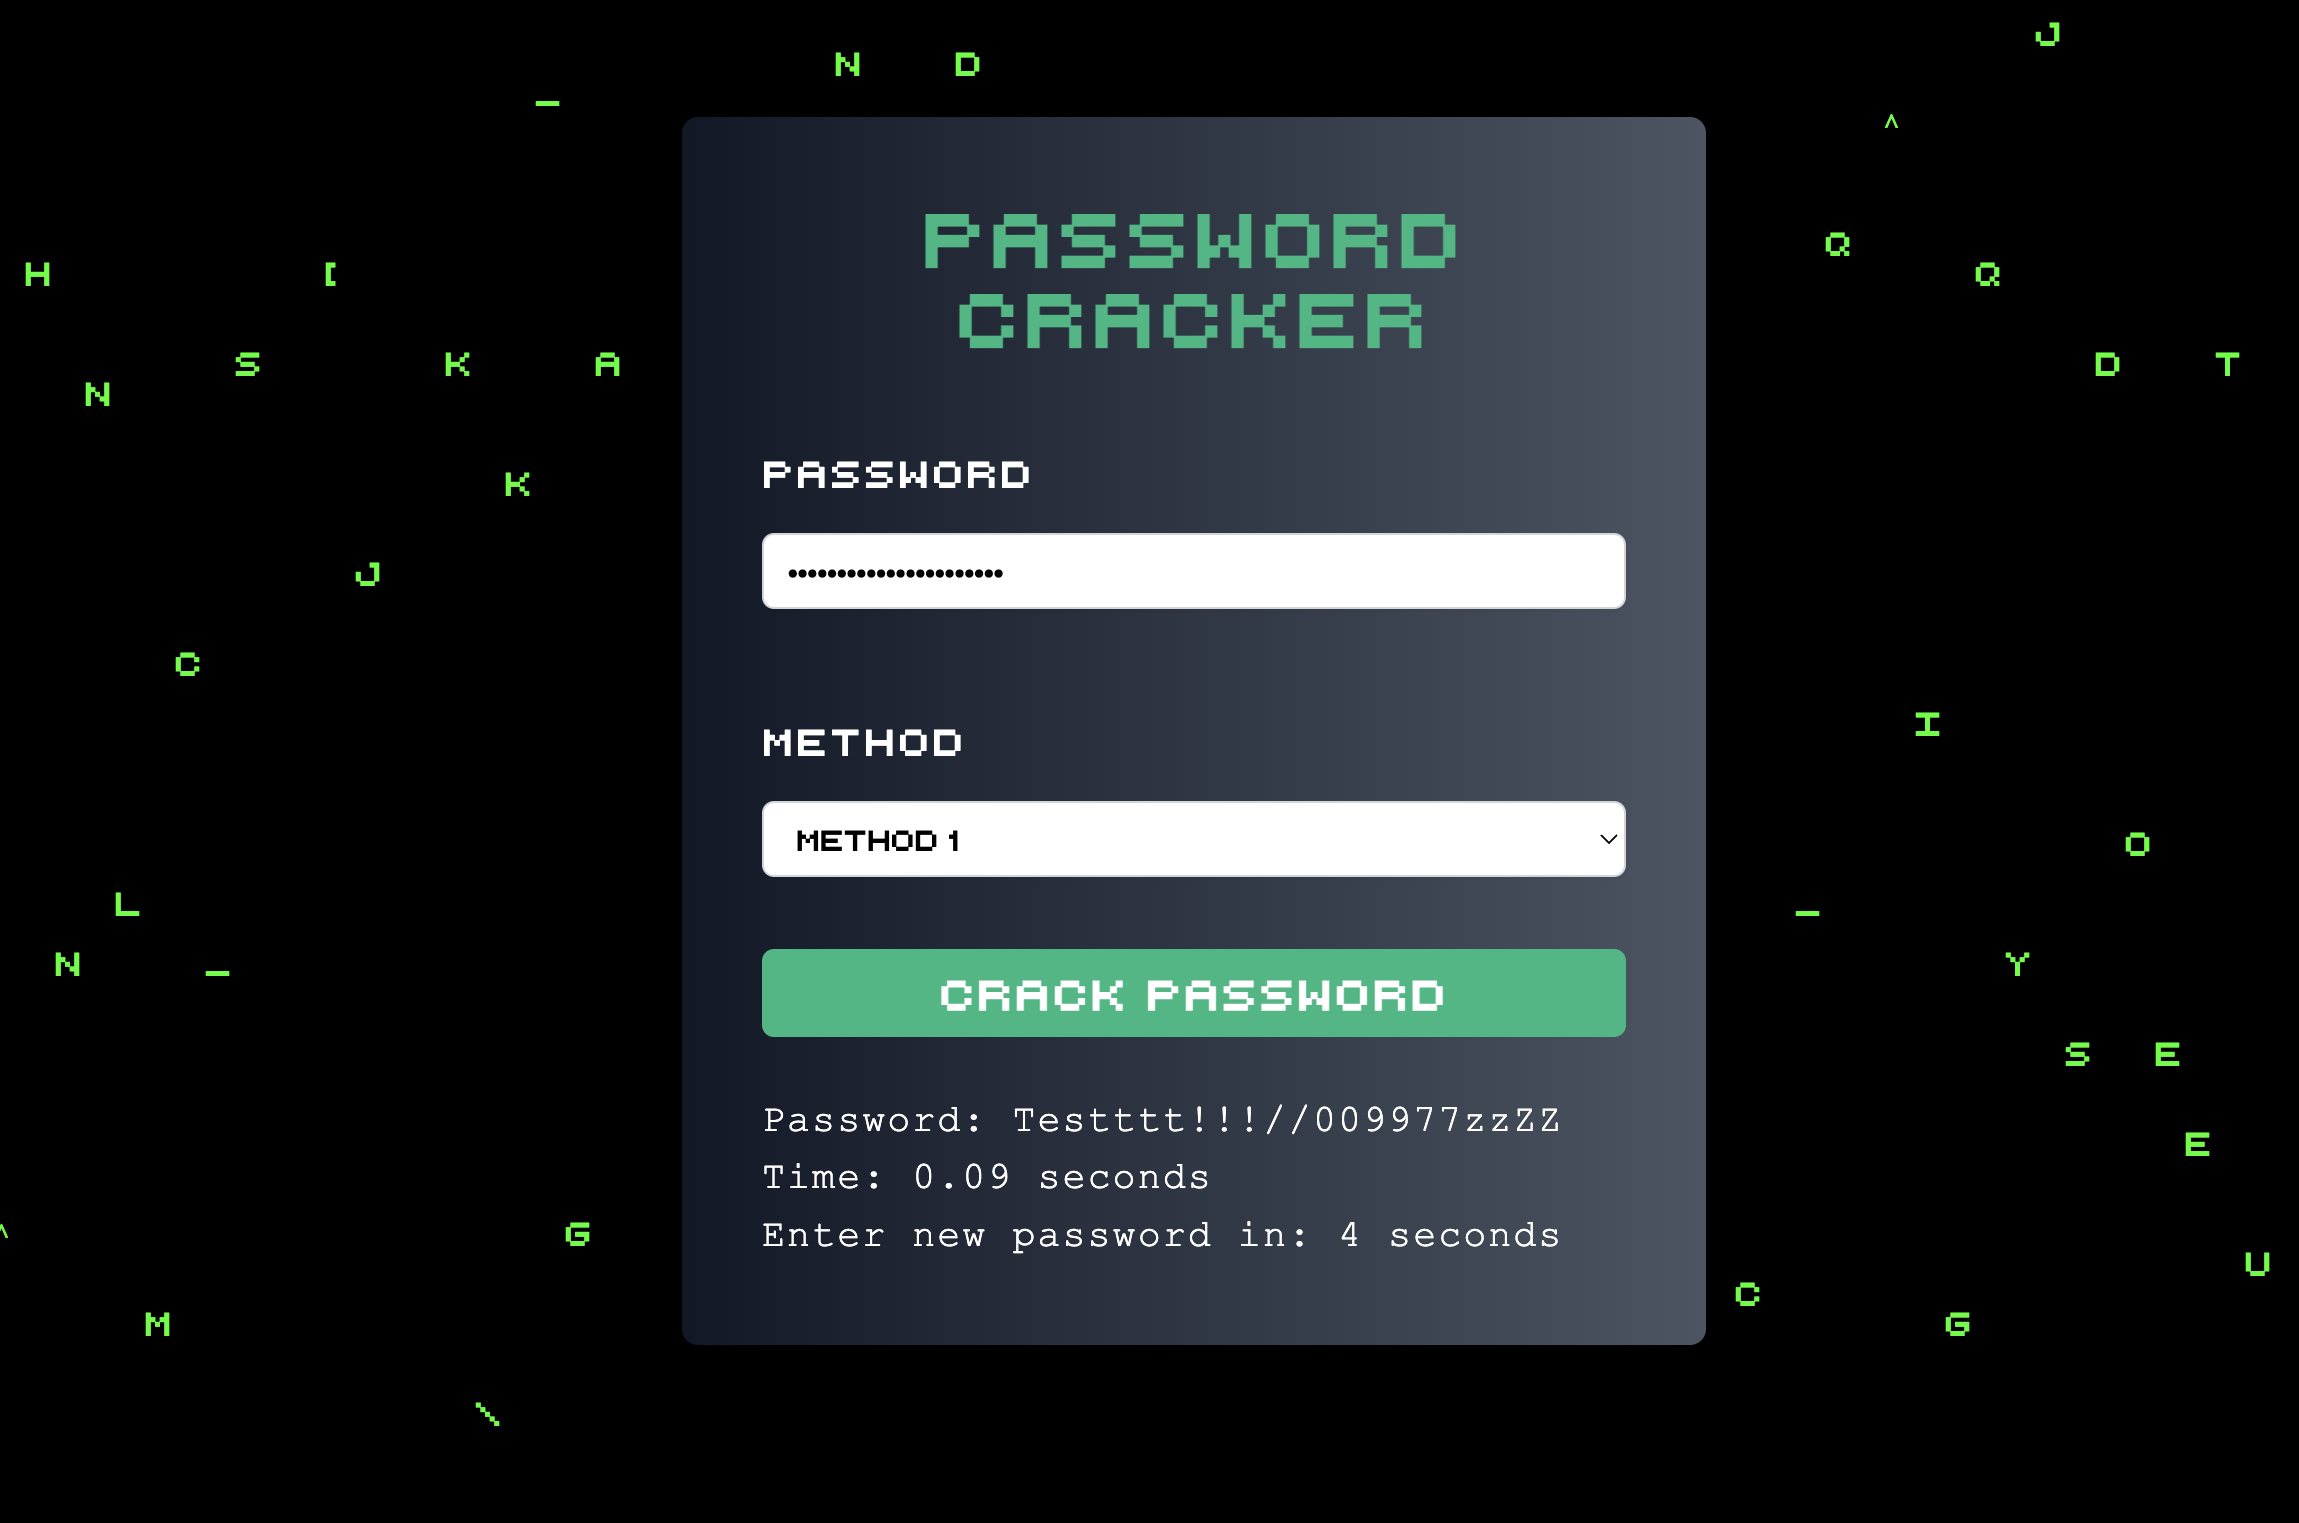 J
N D
_
^
Q
H [ Q
S K A D T
N
K
J
C
I
O
L
_
N _ Y
S E
E
^ G
U
C
M G
\
PASSWORD
CRACKER
PASSWORD
••••••••••••••••••••••
METHOD
METHOD 1
CRACK PASSWORD
Password: Testttt!!!//009977zzZZ
Time: 0.09 seconds
Enter new password in: 4 seconds